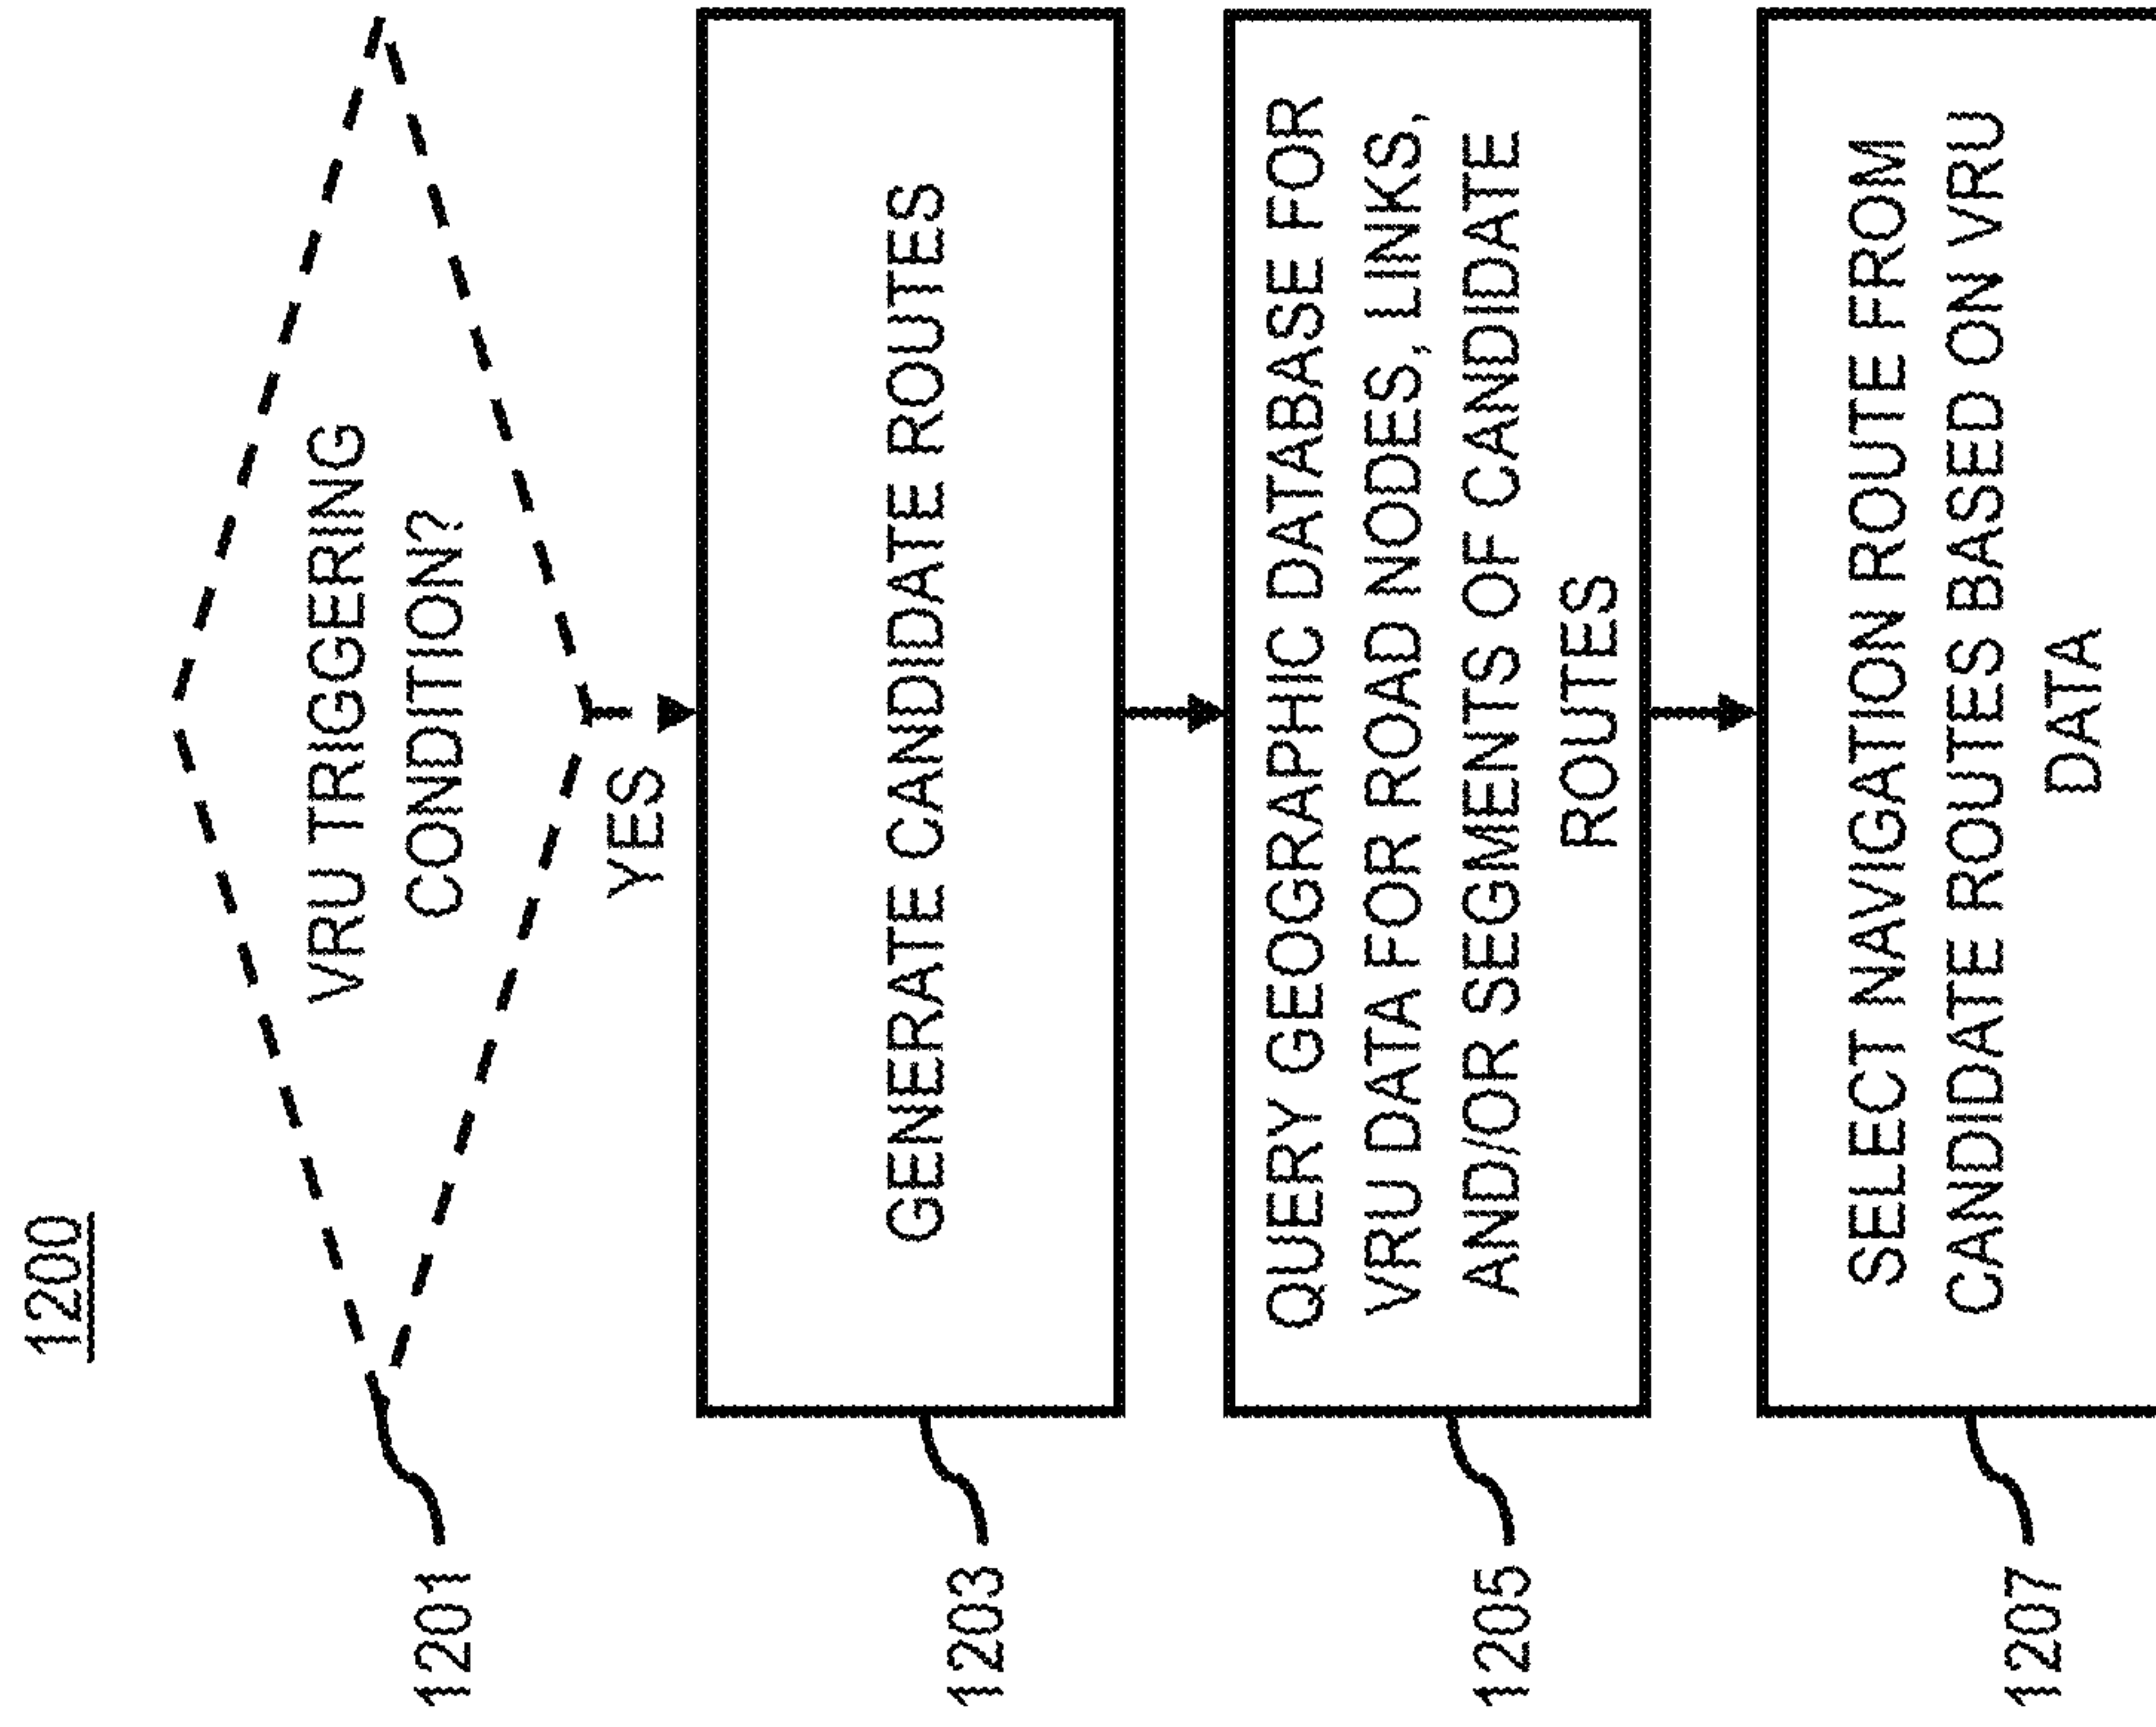 1200
VRU TRIGGERING
CONDITION?
1201
YES
GENERATE CANDIDATE ROUTES
1203
QUERY GEOGRAPHIC DATABASE FOR
VRU DATA FOR ROAD NODES, LINKS,
AND/OR SEGMENTS OF CANDIDATE
ROUTES
1205
SELECT NAVIGATION ROUTE FROM
CANDIDATE ROUTES BASED ON VRU
DATA
1207